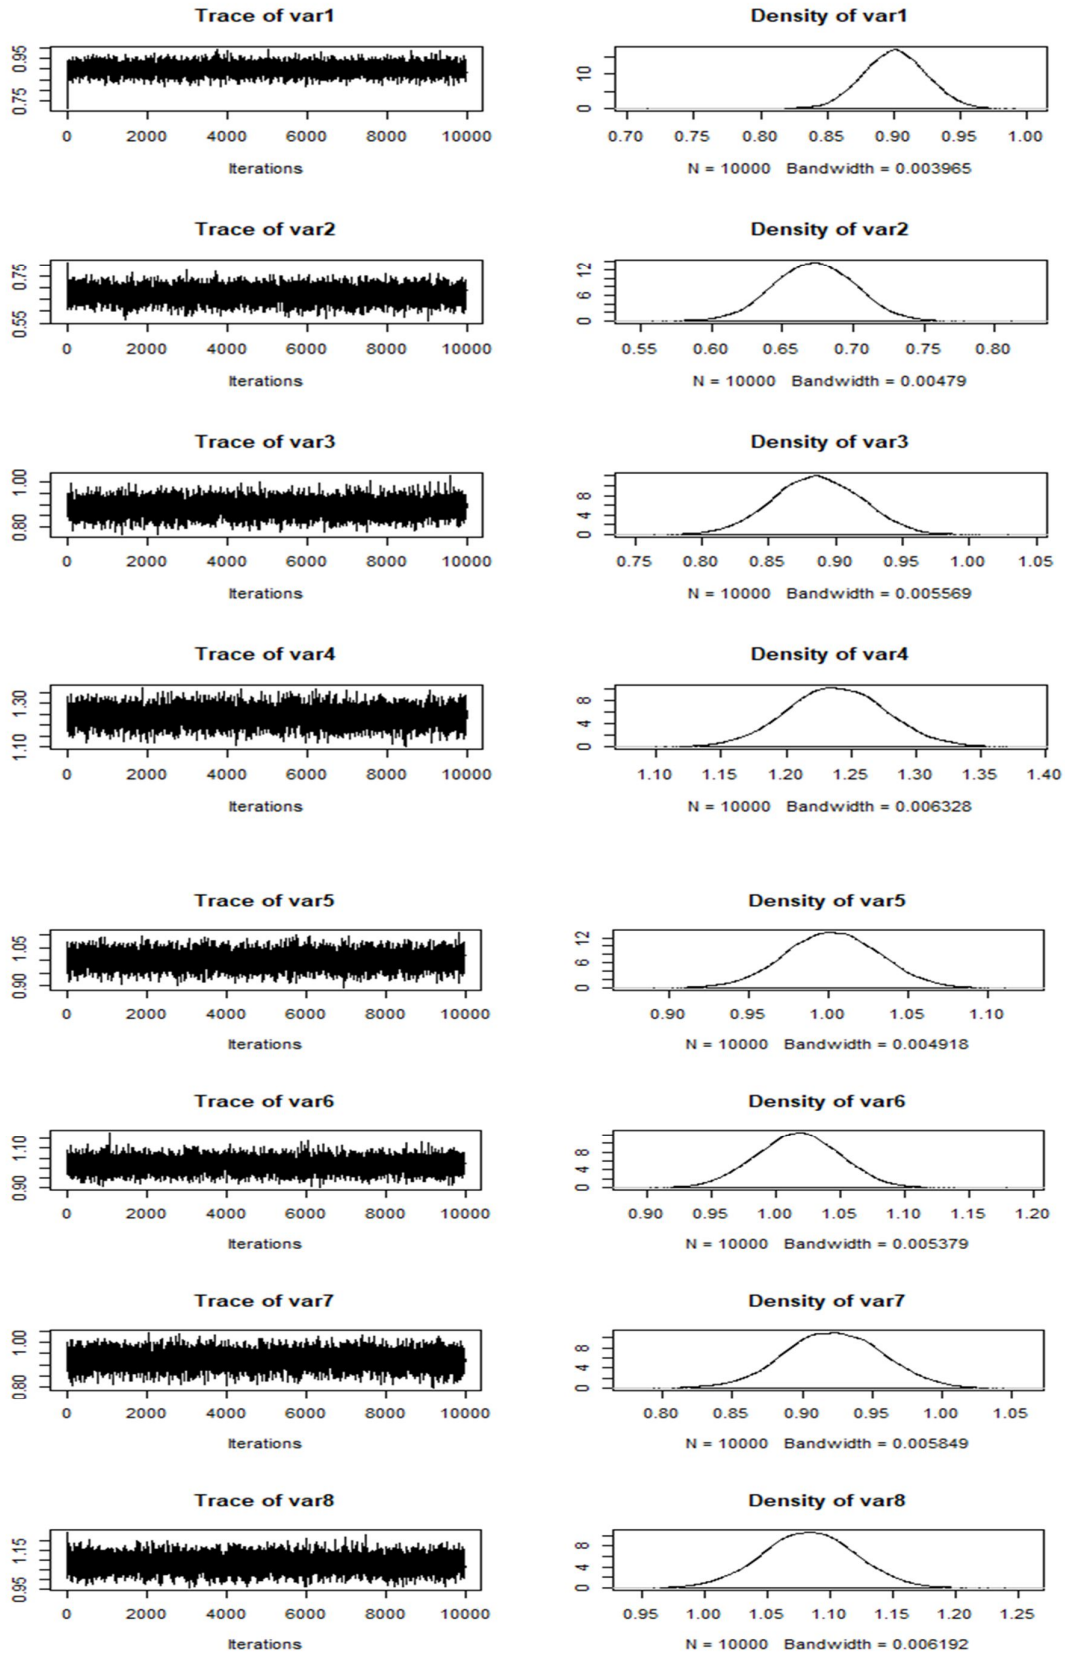 Trace of var1
Density of var1
0.75 0.95
0 10
0 2000 4000 6000 8000 10000
0.70 0.75 0.80 0.85 0.90 0.95 1.00
Iterations
N = 10000 Bandwidth = 0.003965
Trace of var2
Density of var2
0.55 0.75
0 6 12
0 2000 4000 6000 8000 10000
0.55 0.60 0.65 0.70 0.75 0.80
Iterations
N = 10000 Bandwidth = 0.00479
Trace of var3
Density of var3
0.80 1.00
0 4 8
0 2000 4000 6000 8000 10000
0.75 0.80 0.85 0.90 0.95 1.00 1.05
Iterations
N = 10000 Bandwidth = 0.005569
Trace of var4
Density of var4
1.10 1.30
0 4 8
0 2000 4000 6000 8000 10000
1.10 1.15 1.20 1.25 1.30 1.35 1.40
Iterations
N = 10000 Bandwidth = 0.006328
Trace of var5
Density of var5
0.90 1.05
0 6 12
0 2000 4000 6000 8000 10000
0.90 0.95 1.00 1.05 1.10
Iterations
N = 10000 Bandwidth = 0.004918
Trace of var6
Density of var6
0.90 1.10
0 4 8
0 2000 4000 6000 8000 10000
0.90 0.95 1.00 1.05 1.10 1.15 1.20
Iterations
N = 10000 Bandwidth = 0.005379
Trace of var7
Density of var7
0.80 1.00
0 4 8
0 2000 4000 6000 8000 10000
0.80 0.85 0.90 0.95 1.00 1.05
Iterations
N = 10000 Bandwidth = 0.005849
Trace of var8
Density of var8
0.95 1.15
0 4 8
0 2000 4000 6000 8000 10000
0.95 1.00 1.05 1.10 1.15 1.20 1.25
Iterations
N = 10000 Bandwidth = 0.006192